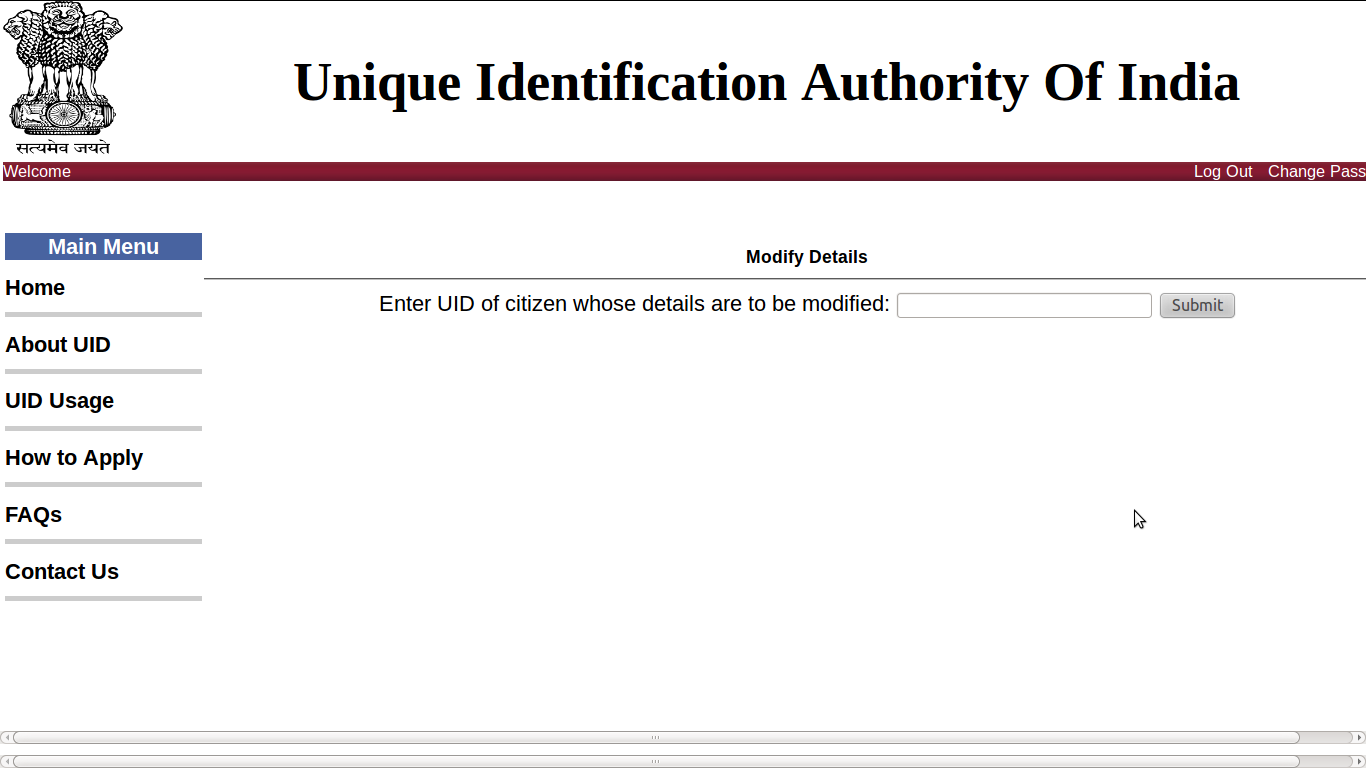 Unique Identification Authority Of India
सत्यमेव जयते
Welcome Log Out Change Pass
Main Menu
Home
About UID
UID Usage
How to Apply
FAQs
Contact Us
Modify Details
Enter UID of citizen whose details are to be modified: Submit